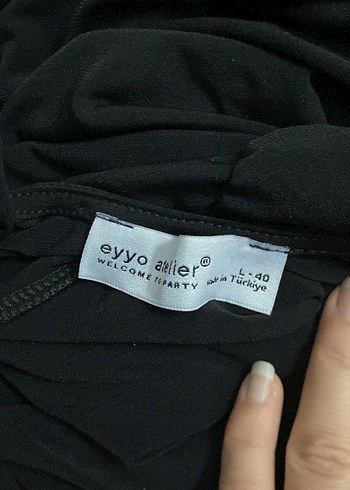 eyyo atelier®
WELCOME TO PARTY
L - 40
Made in Türkiye